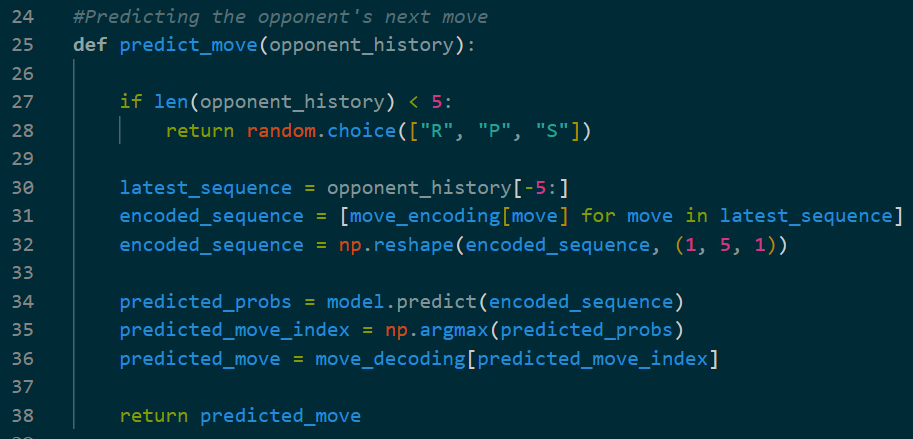 24 #Predicting the opponent's next move
25 def predict_move(opponent_history):
26
27     if len(opponent_history) < 5:
28         return random.choice(["R", "P", "S"])
29
30     latest_sequence = opponent_history[-5:]
31     encoded_sequence = [move_encoding[move] for move in latest_sequence]
32     encoded_sequence = np.reshape(encoded_sequence, (1, 5, 1))
33
34     predicted_probs = model.predict(encoded_sequence)
35     predicted_move_index = np.argmax(predicted_probs)
36     predicted_move = move_decoding[predicted_move_index]
37
38     return predicted_move